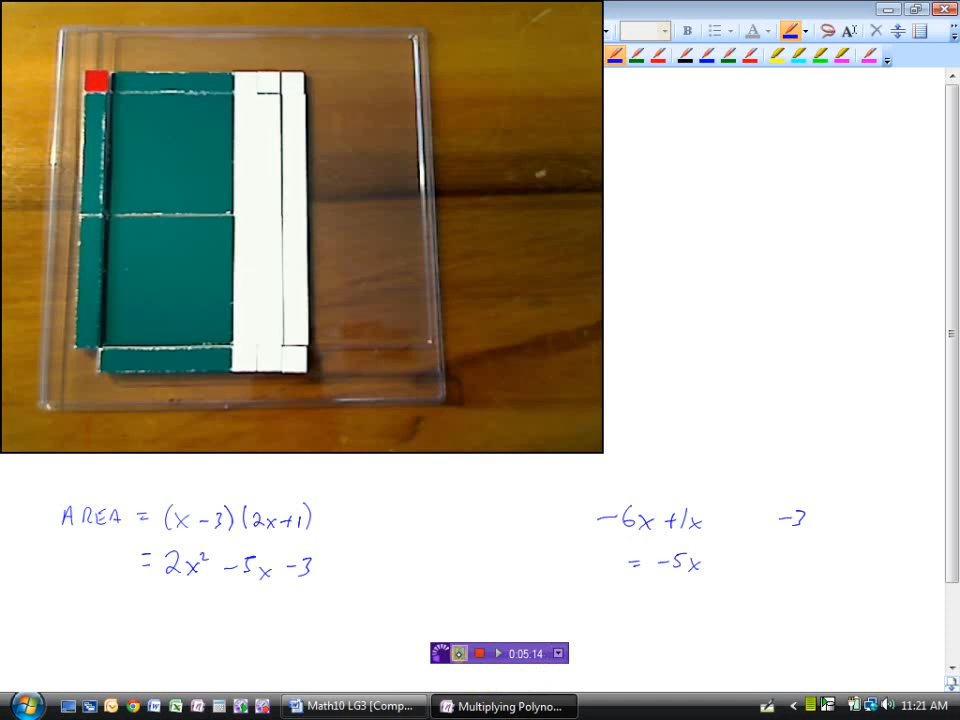 B A A
AREA = (x -3)(2x+1) -6x +1x -3
= 2x² -5x -3 = -5x
0:05.14
Math10 LG3 [Comp... Multiplying Polyno... 11:21 AM